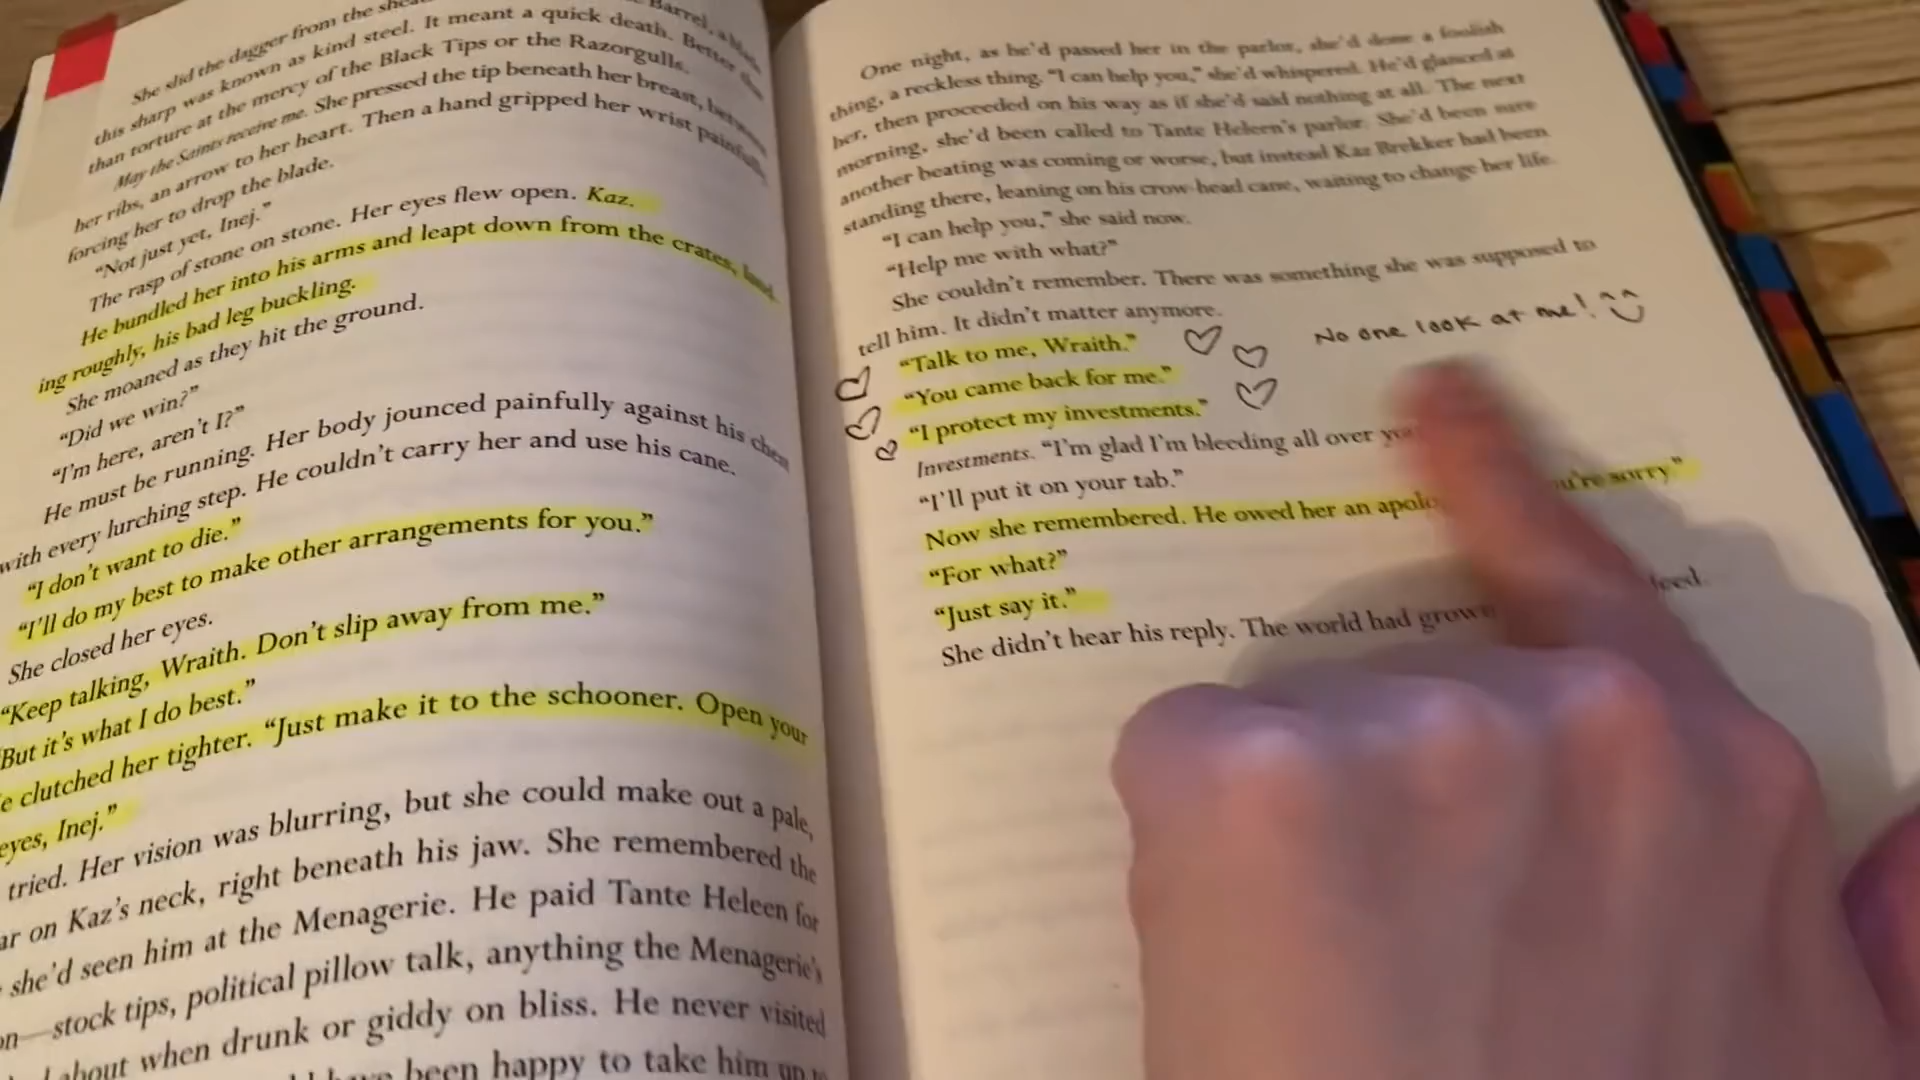 She slid the dagger from the
this sharp was known as kind steel. It meant a quick death. Better
than torture at the mercy of the Black Tips or the Razorgulls.
May the Saints receive me. She pressed the tip beneath her breast,
her ribs, an arrow to her heart. Then a hand gripped her wrist painfully,
forcing her to drop the blade.
“Not just yet, Inej.”
The rasp of stone on stone. Her eyes flew open. Kaz.
He bundled her into his arms and leapt down from the crates,
ing roughly, his bad leg buckling.
She moaned as they hit the ground.
“Did we win?”
“I’m here, aren’t I?”
He must be running. Her body jounced painfully against his chest
with every lurching step. He couldn’t carry her and use his cane.
“I don’t want to die.”
“I’ll do my best to make other arrangements for you.”
She closed her eyes.
“Keep talking, Wraith. Don’t slip away from me.”
“But it’s what I do best.”
e clutched her tighter. “Just make it to the schooner. Open your
eyes, Inej.”
tried. Her vision was blurring, but she could make out a pale,
ar on Kaz’s neck, right beneath his jaw. She remembered the
she’d seen him at the Menagerie. He paid Tante Heleen for
on—stock tips, political pillow talk, anything the Menagerie’s
about when drunk or giddy on bliss. He never visited
been happy to take him up
One night, as he’d passed her in the parlor, she’d done a foolish
thing, a reckless thing. “I can help you,” she’d whispered. He’d glanced at
her, then proceeded on his way as if she’d said nothing at all. The next
morning, she’d been called to Tante Heleen’s parlor. She’d been sure
another beating was coming or worse, but instead Kaz Brekker had been
standing there, leaning on his crow-head cane, waiting to change her life.
“I can help you,” she said now.
“Help me with what?”
She couldn’t remember. There was something she was supposed to
tell him. It didn’t matter anymore.
“Talk to me, Wraith.”
No one look at me!
“You came back for me.”
“I protect my investments.”
Investments. “I’m glad I’m bleeding all over
“I’ll put it on your tab.”
Now she remembered. He owed her an you’re sorry.”
“For what?”
“Just say it.”
She didn’t hear his reply. The world had